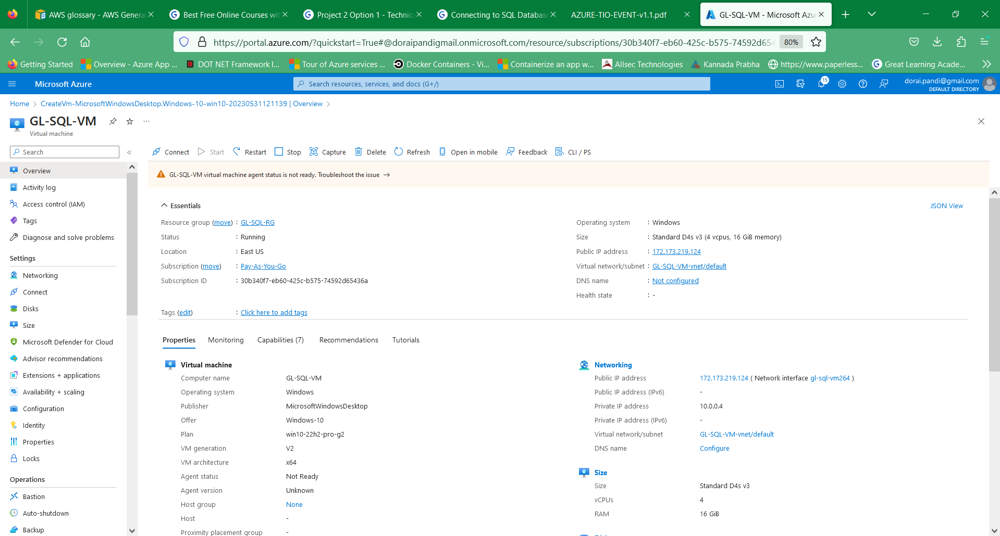 AWS glossary - AWS Genera
Best Free Online Courses wit
Project 2 Option 1 - Technica
Connecting to SQL Database
AZURE-TIO-EVENT-v1.1.pdf
GL-SQL-VM - Microsoft Azur
https://portal.azure.com/?quickstart=True#@doraipandigmail.onmicrosoft.com/resource/subscriptions/30b340f7-eb60-425c-b575-74592d654
80%
Getting Started
Overview - Azure App ...
DOT NET Framework I...
Tour of Azure services ...
Docker Containers - Vi...
Containerize an app w...
Allsec Technologies
Kannada Prabha
https://www.paperless...
Great Learning Acade...
Microsoft Azure
Search resources, services, and docs (G+/)
15
dorai.pandi@gmail.com
DEFAULT DIRECTORY
Home > CreateVm-MicrosoftWindowsDesktop.Windows-10-win10-20230531121139 | Overview >
GL-SQL-VM
Virtual machine
Search
Connect
Start
Restart
Stop
Capture
Delete
Refresh
Open in mobile
Feedback
CLI / PS
Overview
Activity log
Access control (IAM)
Tags
Diagnose and solve problems
Settings
Networking
Connect
Disks
Size
Microsoft Defender for Cloud
Advisor recommendations
Extensions + applications
Availability + scaling
Configuration
Identity
Properties
Locks
Operations
Bastion
Auto-shutdown
Backup
GL-SQL-VM virtual machine agent status is not ready. Troubleshoot the issue →
Essentials
JSON View
Resource group (move) : GL-SQL-RG
Status : Running
Location : East US
Subscription (move) : Pay-As-You-Go
Subscription ID : 30b340f7-eb60-425c-b575-74592d65436a
Operating system : Windows
Size : Standard D4s v3 (4 vcpus, 16 GiB memory)
Public IP address : 172.173.219.124
Virtual network/subnet : GL-SQL-VM-vnet/default
DNS name : Not configured
Health state : -
Tags (edit) : Click here to add tags
Properties
Monitoring
Capabilities (7)
Recommendations
Tutorials
Virtual machine
Computer name GL-SQL-VM
Operating system Windows
Publisher MicrosoftWindowsDesktop
Offer Windows-10
Plan win10-22h2-pro-g2
VM generation V2
VM architecture x64
Agent status Not Ready
Agent version Unknown
Host group None
Host -
Proximity placement group -
Networking
Public IP address 172.173.219.124 ( Network interface gl-sql-vm264 )
Public IP address (IPv6) -
Private IP address 10.0.0.4
Private IP address (IPv6) -
Virtual network/subnet GL-SQL-VM-vnet/default
DNS name Configure
Size
Size Standard D4s v3
vCPUs 4
RAM 16 GiB